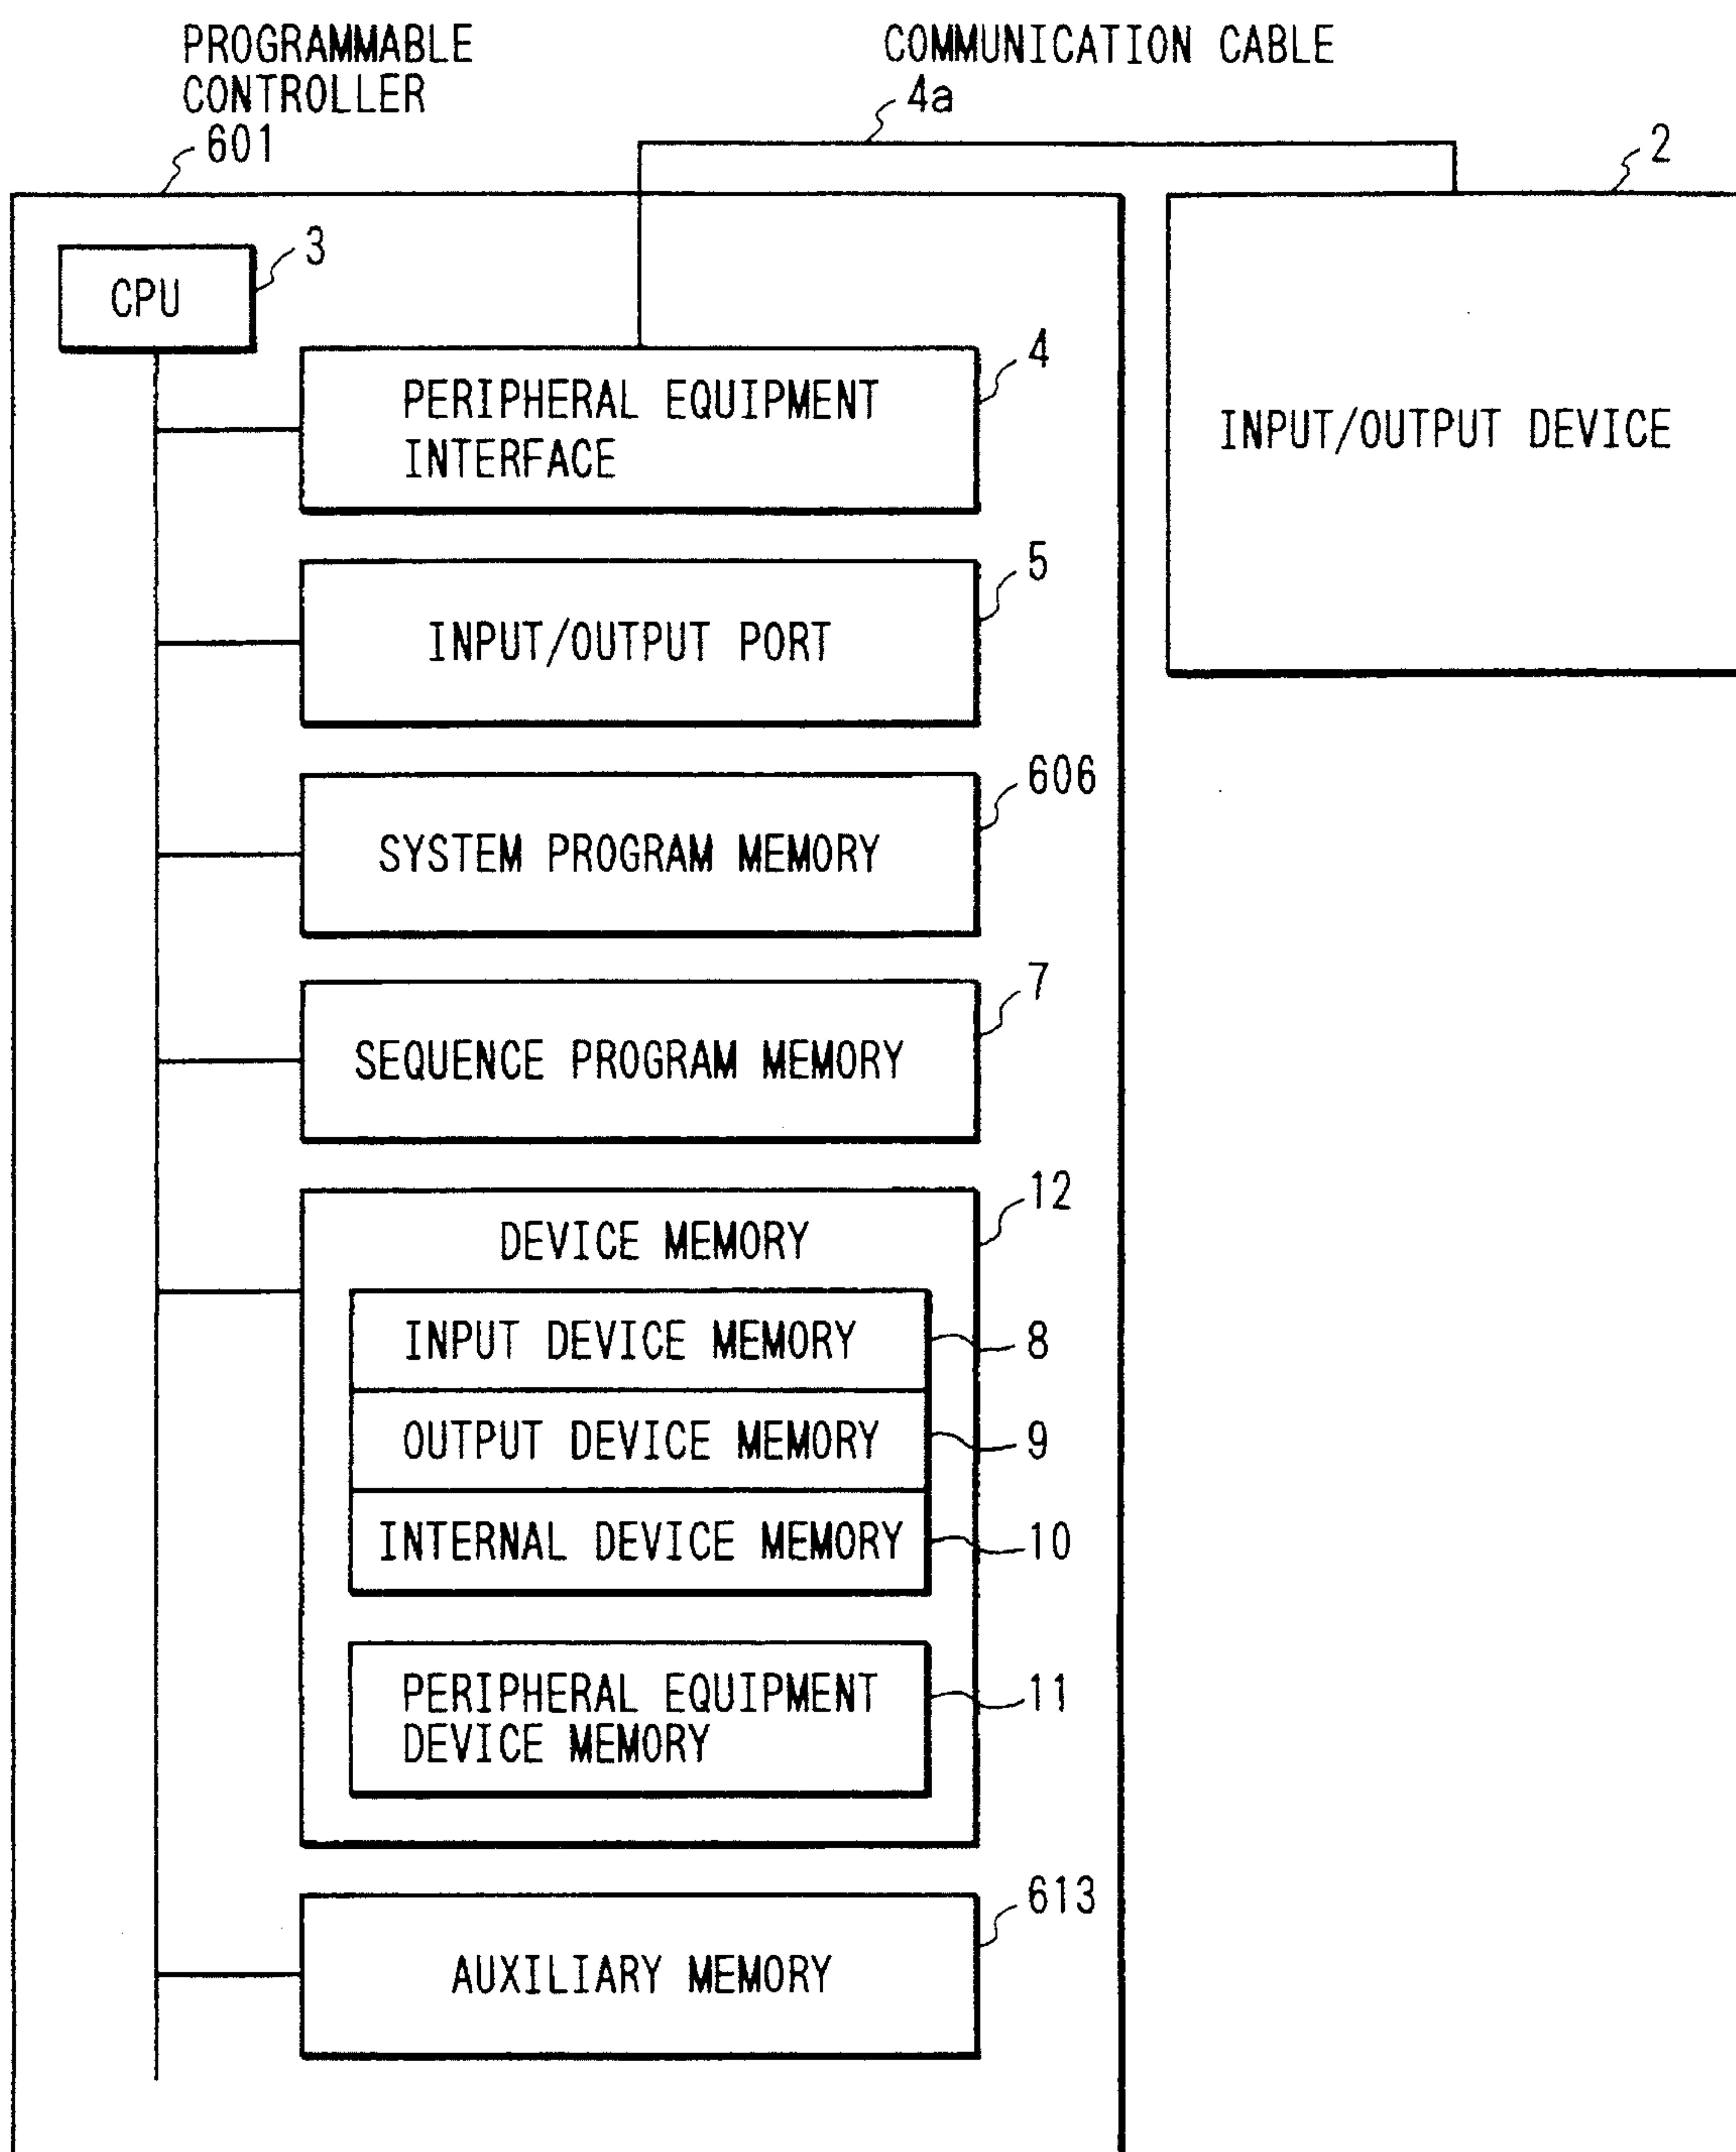 PROGRAMMABLE
CONTROLLER
601
COMMUNICATION CABLE
4a
2
CPU
3
PERIPHERAL EQUIPMENT
INTERFACE
4
INPUT/OUTPUT DEVICE
INPUT/OUTPUT PORT
5
SYSTEM PROGRAM MEMORY
606
SEQUENCE PROGRAM MEMORY
7
DEVICE MEMORY
12
INPUT DEVICE MEMORY
8
OUTPUT DEVICE MEMORY
9
INTERNAL DEVICE MEMORY
10
PERIPHERAL EQUIPMENT
DEVICE MEMORY
11
AUXILIARY MEMORY
613